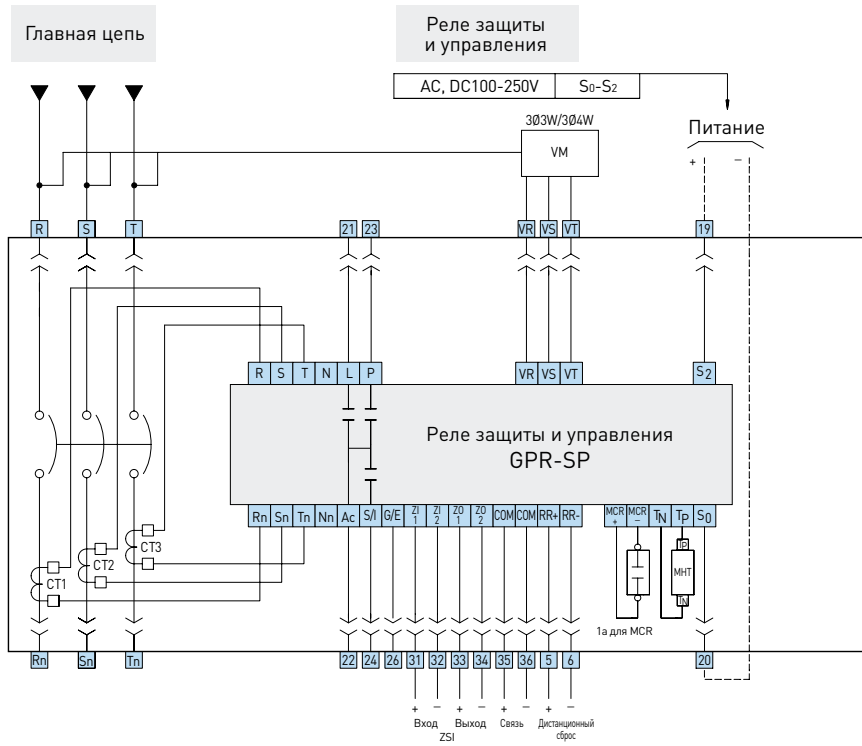 Главная цепь
Реле защиты
и управления
AC, DC100-250V S0-S2
3Ø3W/3Ø4W
Питание
VM
+ −
R S T 21 23 VR VS VT 19
R S T N L P VR VS VT S2
Реле защиты и управления
GPR-SP
Rn Sn Tn Nn Ac S/I G/E ZI 1 ZI 2 ZO 1 ZO 2 COM COM RR+ RR- MCR + MCR − TN TP S0
CT1 CT2 CT3
TP
МНТ
TN
1a для MCR
Rn Sn Tn 22 24 26 31 32 33 34 35 36 5 6 20
+ − + − + − + −
Вход Выход Связь Дистанционный
ZSI сброс